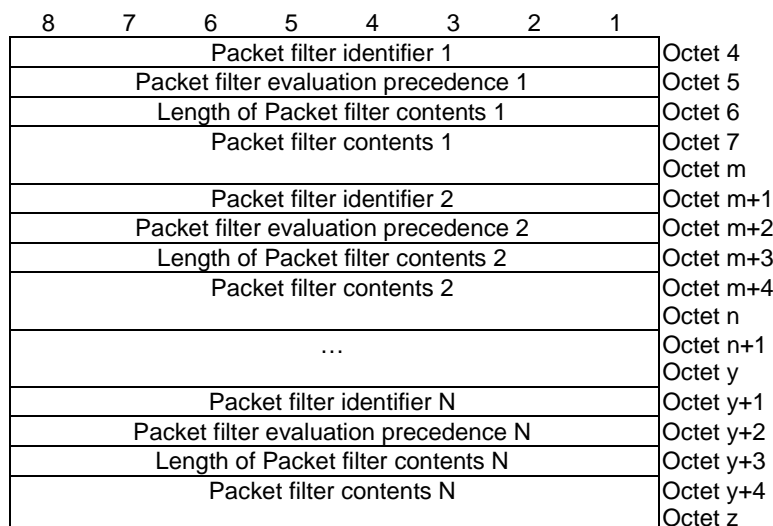 8 7 6 5 4 3 2 1
Packet filter identifier 1 Octet 4
Packet filter evaluation precedence 1 Octet 5
Length of Packet filter contents 1 Octet 6
Packet filter contents 1 Octet 7
Octet m
Packet filter identifier 2 Octet m+1
Packet filter evaluation precedence 2 Octet m+2
Length of Packet filter contents 2 Octet m+3
Packet filter contents 2 Octet m+4
Octet n
… Octet n+1
Octet y
Packet filter identifier N Octet y+1
Packet filter evaluation precedence N Octet y+2
Length of Packet filter contents N Octet y+3
Packet filter contents N Octet y+4
Octet z